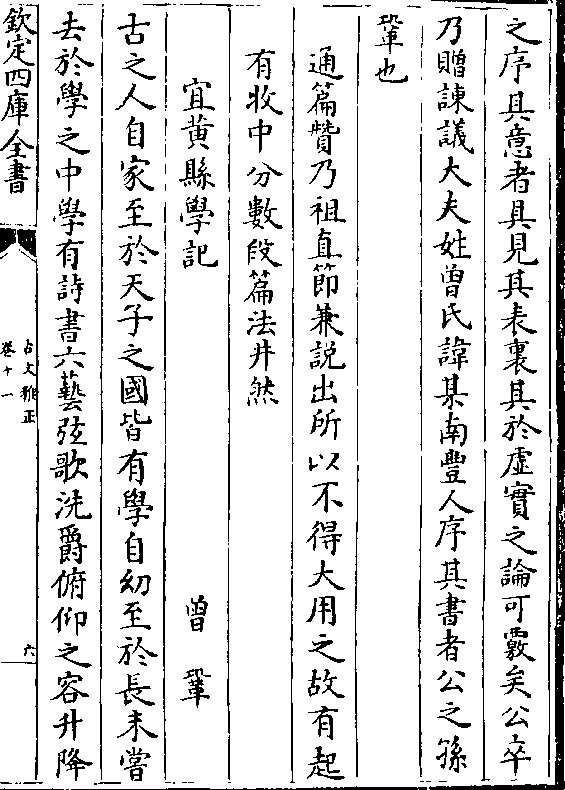 之序其意者具見其表裏其於虛實之論可覈矣公卒
乃贈諫議大夫姓曾氏諱某南豐人序其書者公之孫
鞏也
通篇贊乃祖直節兼説出所以不得大用之故有起
有收中分數段篇法井然
宜黃縣學記
曾鞏
古之人自家至於天子之國皆有學自幼至於長未嘗
去於學之中學有詩書六藝弦歌洗爵俯仰之容升降
欽定四庫全書
古文雅正
卷十一
六